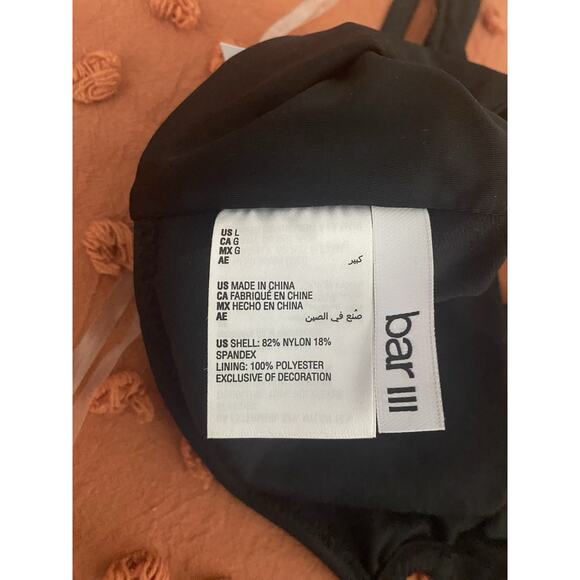 US L
CA G
MX G
AE كبير
US MADE IN CHINA
CA FABRIQUÉ EN CHINE
MX HECHO EN CHINA
AE صُنع في الصين
US SHELL: 82% NYLON 18%
SPANDEX
LINING: 100% POLYESTER
EXCLUSIVE OF DECORATION
bar III